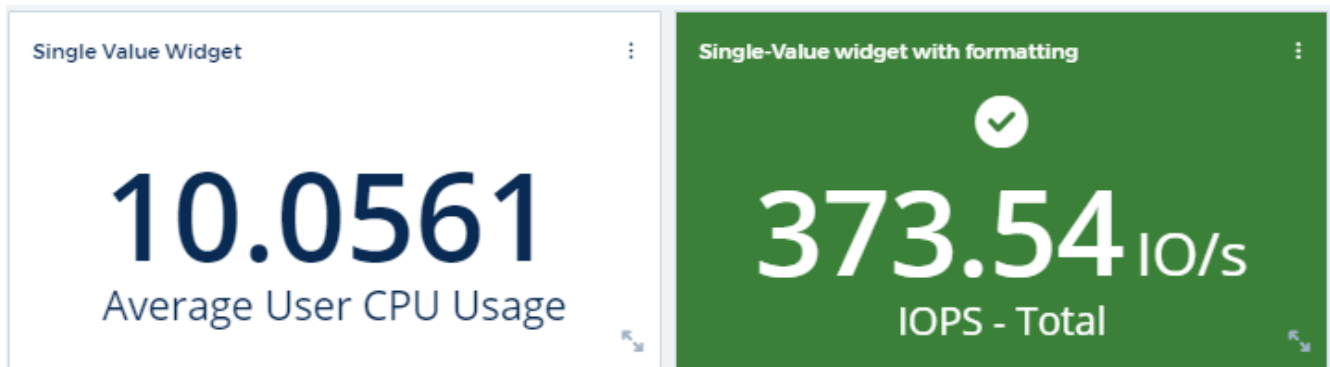 Single Value Widget
10.0561
Average User CPU Usage
Single-Value widget with formatting
373.54 IO/s
IOPS - Total